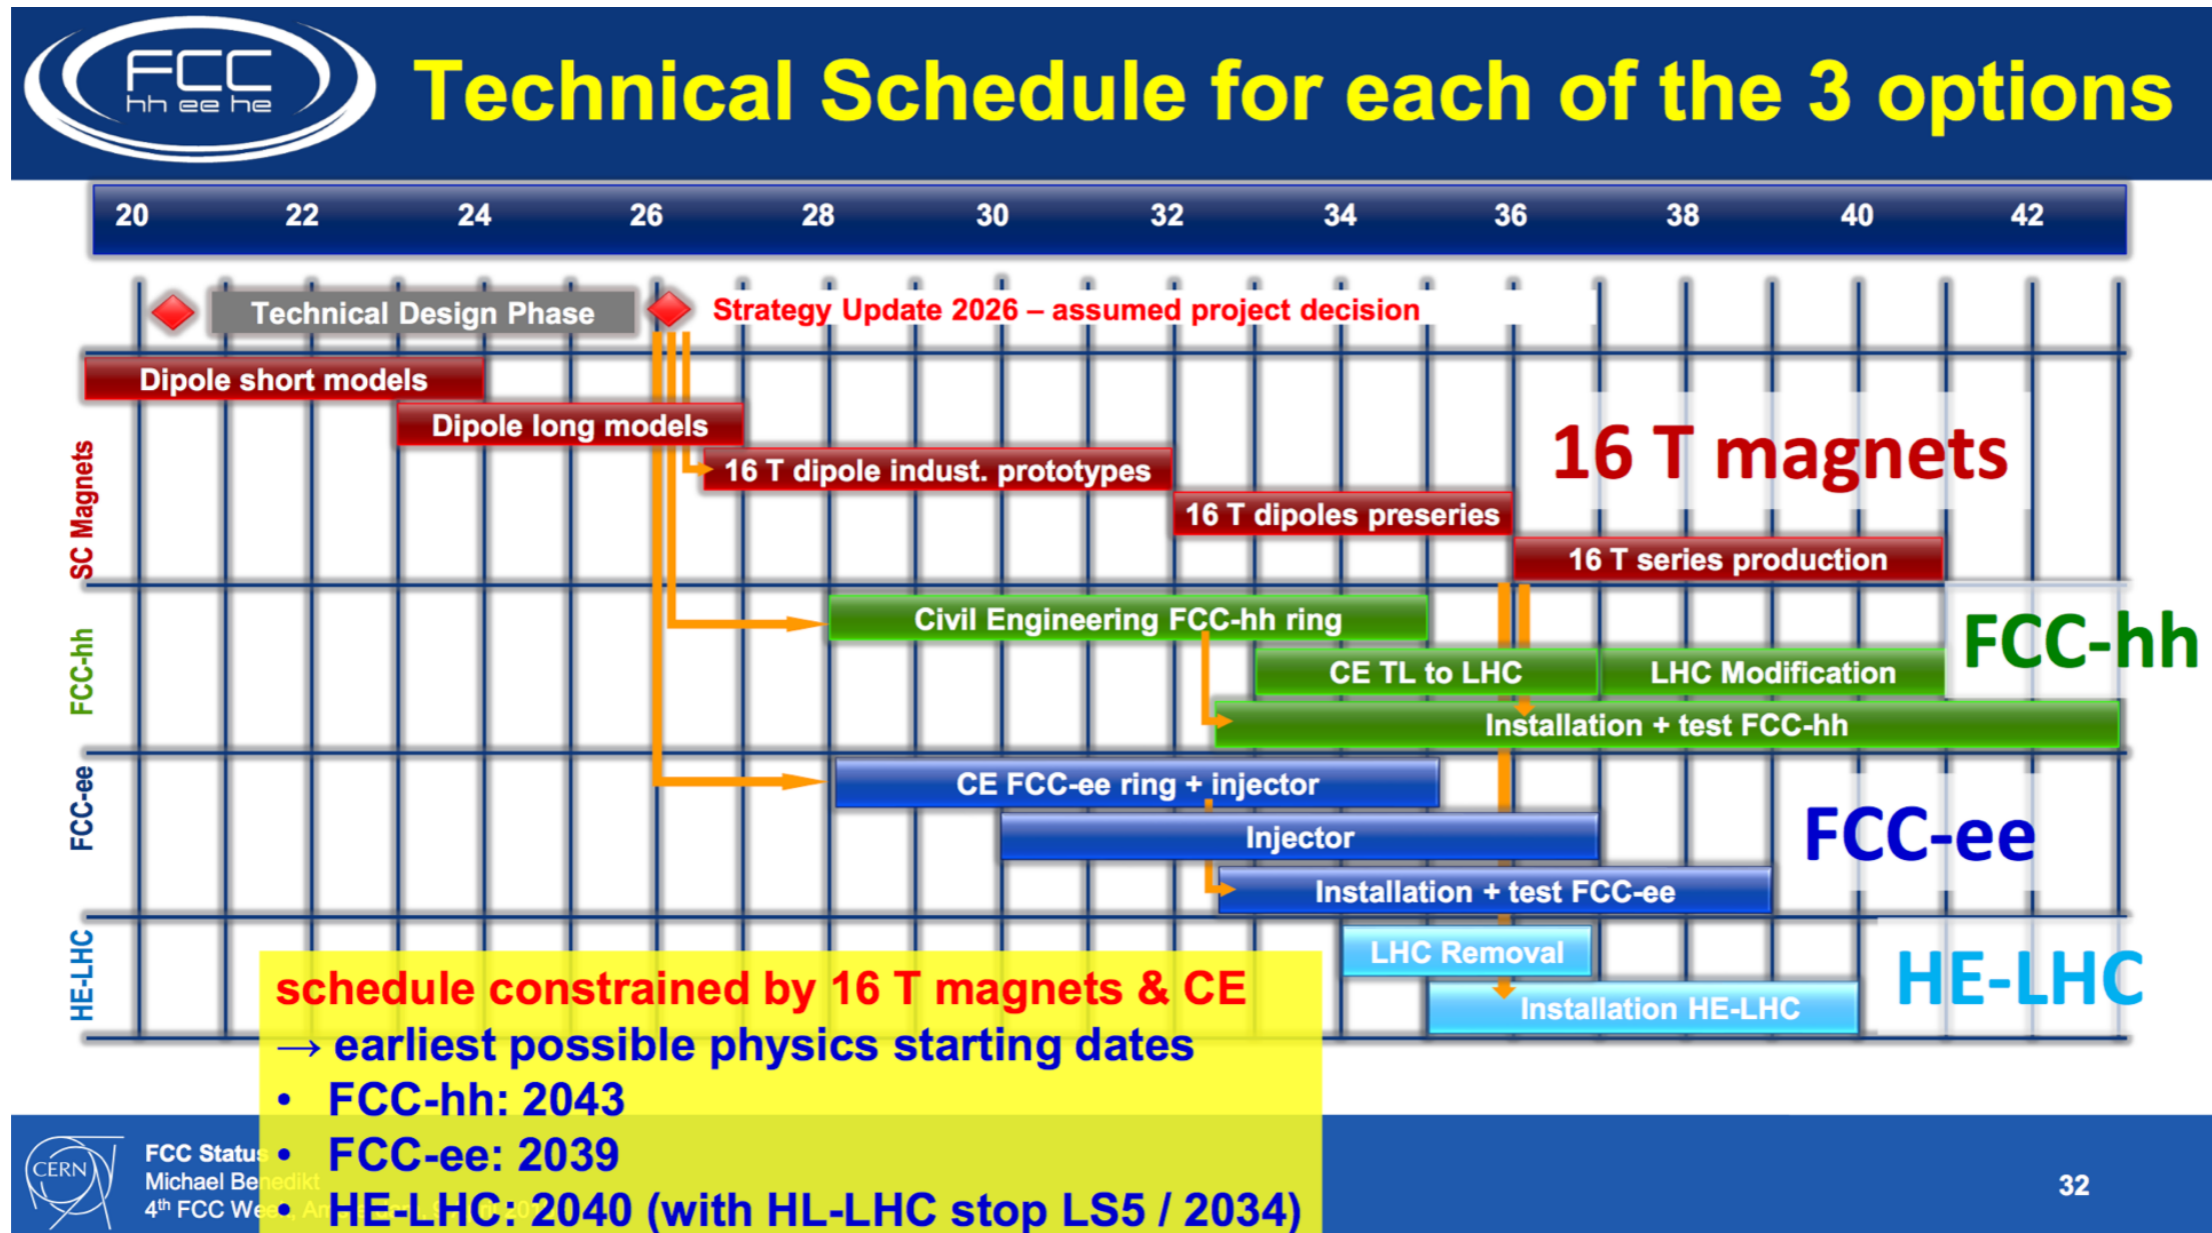 FCC
hh ee he
Technical Schedule for each of the 3 options
20 22 24 26 28 30 32 34 36 38 40 42
Technical Design Phase
Strategy Update 2026 – assumed project decision
SC Magnets
Dipole short models
Dipole long models
16 T dipole indust. prototypes
16 T dipoles preseries
16 T series production
16 T magnets
FCC-hh
Civil Engineering FCC-hh ring
CE TL to LHC
LHC Modification
Installation + test FCC-hh
FCC-hh
FCC-ee
CE FCC-ee ring + injector
Injector
Installation + test FCC-ee
FCC-ee
HE-LHC
LHC Removal
Installation HE-LHC
HE-LHC
schedule constrained by 16 T magnets & CE
→ earliest possible physics starting dates
• FCC-hh: 2043
• FCC-ee: 2039
• HE-LHC: 2040 (with HL-LHC stop LS5 / 2034)
CERN
FCC Status
Michael Benedikt
4th FCC Week,
32